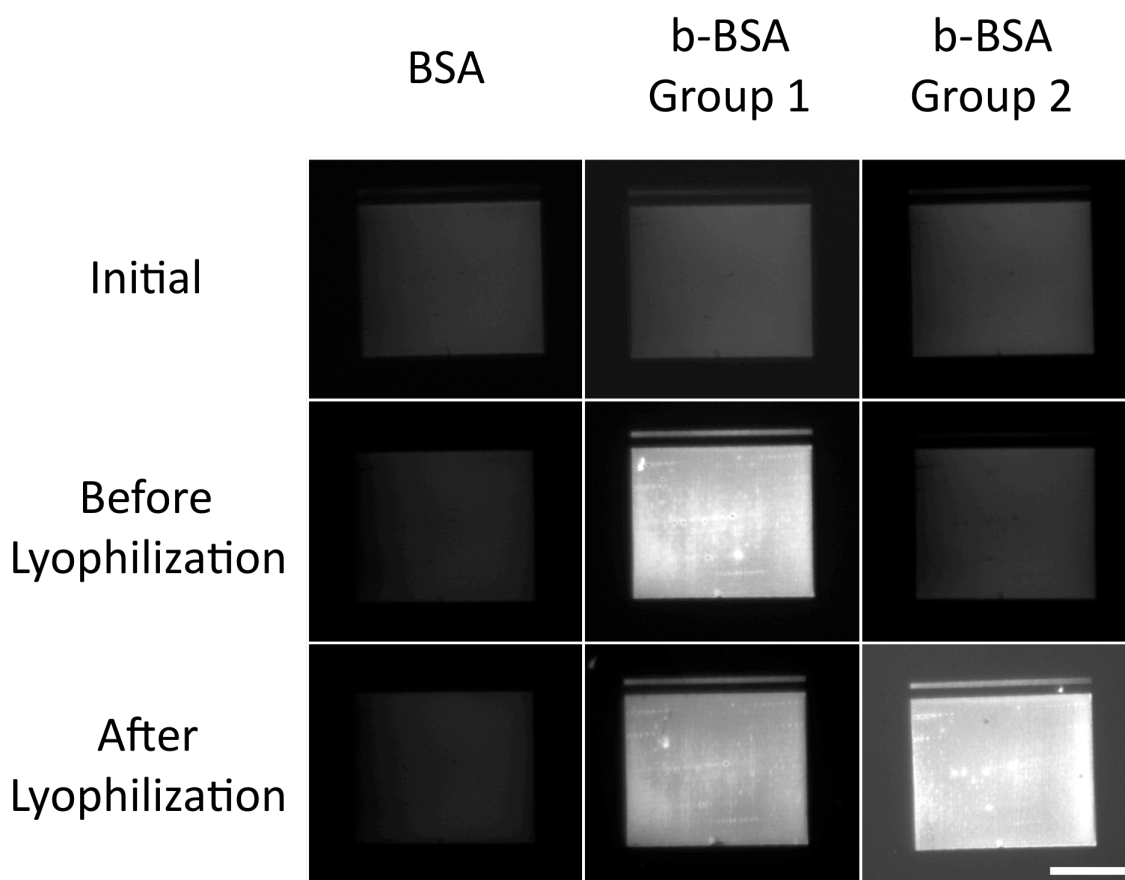 BSA
b-BSA
Group 1
b-BSA
Group 2
Initial
Before
Lyophilization
After
Lyophilization